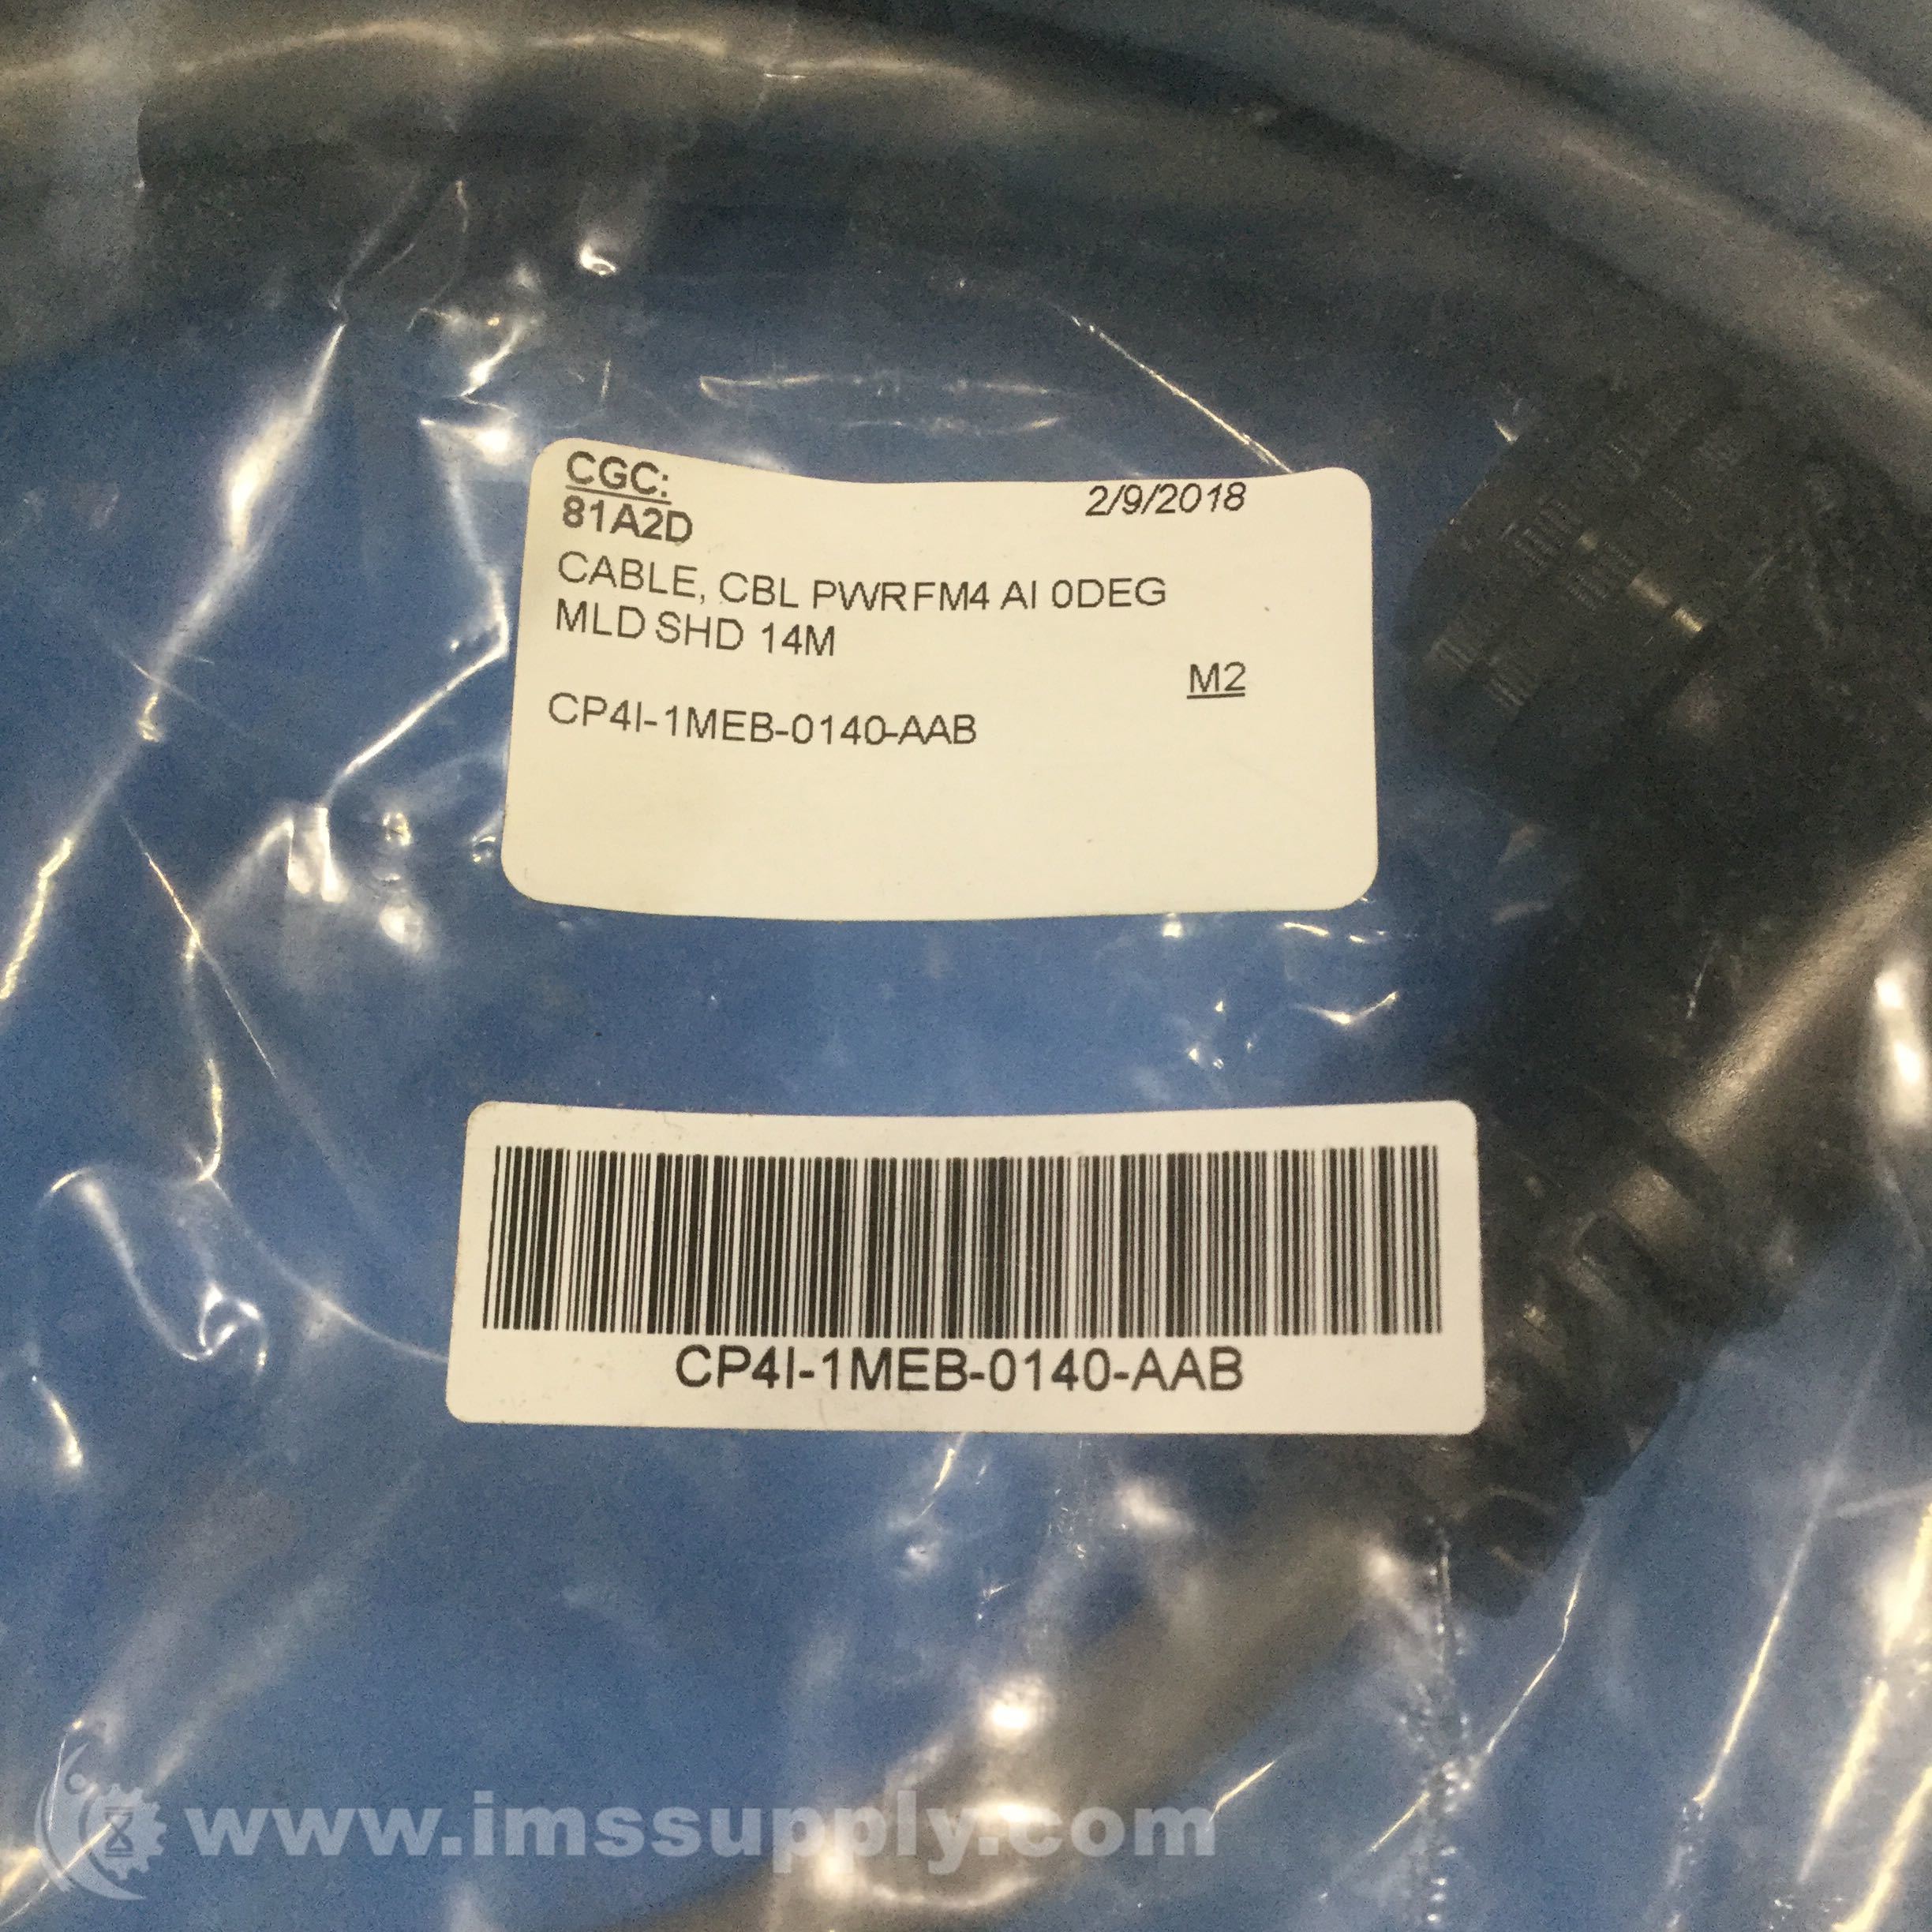 CGC:
81A2D
2/9/2018
CABLE, CBL PWRFM4 AI 0DEG
MLD SHD 14M
M2
CP4I-1MEB-0140-AAB
CP4I-1MEB-0140-AAB
www.imssupply.com